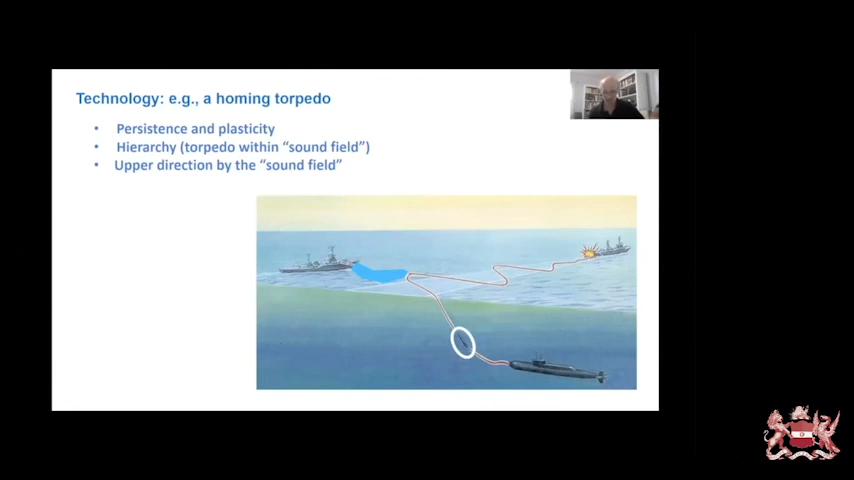 Technology: e.g., a homing torpedo
• Persistence and plasticity
• Hierarchy (torpedo within “sound field”)
• Upper direction by the “sound field”